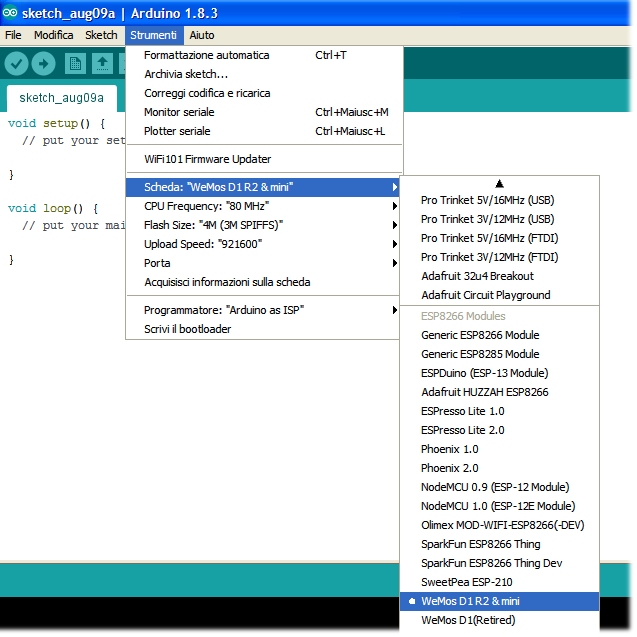 sketch_aug09a | Arduino 1.8.3
File Modifica Sketch Strumenti Aiuto
sketch_aug09a
void setup() {
// put your set
}
void loop() {
// put your mai
}
Formattazione automatica Ctrl+T
Archivia sketch...
Correggi codifica e ricarica
Monitor seriale Ctrl+Maiusc+M
Plotter seriale Ctrl+Maiusc+L
WiFi101 Firmware Updater
Scheda: "WeMos D1 R2 & mini"
CPU Frequency: "80 MHz"
Flash Size: "4M (3M SPIFFS)"
Upload Speed: "921600"
Porta
Acquisisci informazioni sulla scheda
Programmatore: "Arduino as ISP"
Scrivi il bootloader
Pro Trinket 5V/16MHz (USB)
Pro Trinket 3V/12MHz (USB)
Pro Trinket 5V/16MHz (FTDI)
Pro Trinket 3V/12MHz (FTDI)
Adafruit 32u4 Breakout
Adafruit Circuit Playground
ESP8266 Modules
Generic ESP8266 Module
Generic ESP8285 Module
ESPDuino (ESP-13 Module)
Adafruit HUZZAH ESP8266
ESPresso Lite 1.0
ESPresso Lite 2.0
Phoenix 1.0
Phoenix 2.0
NodeMCU 0.9 (ESP-12 Module)
NodeMCU 1.0 (ESP-12E Module)
Olimex MOD-WIFI-ESP8266(-DEV)
SparkFun ESP8266 Thing
SparkFun ESP8266 Thing Dev
SweetPea ESP-210
WeMos D1 R2 & mini
WeMos D1(Retired)